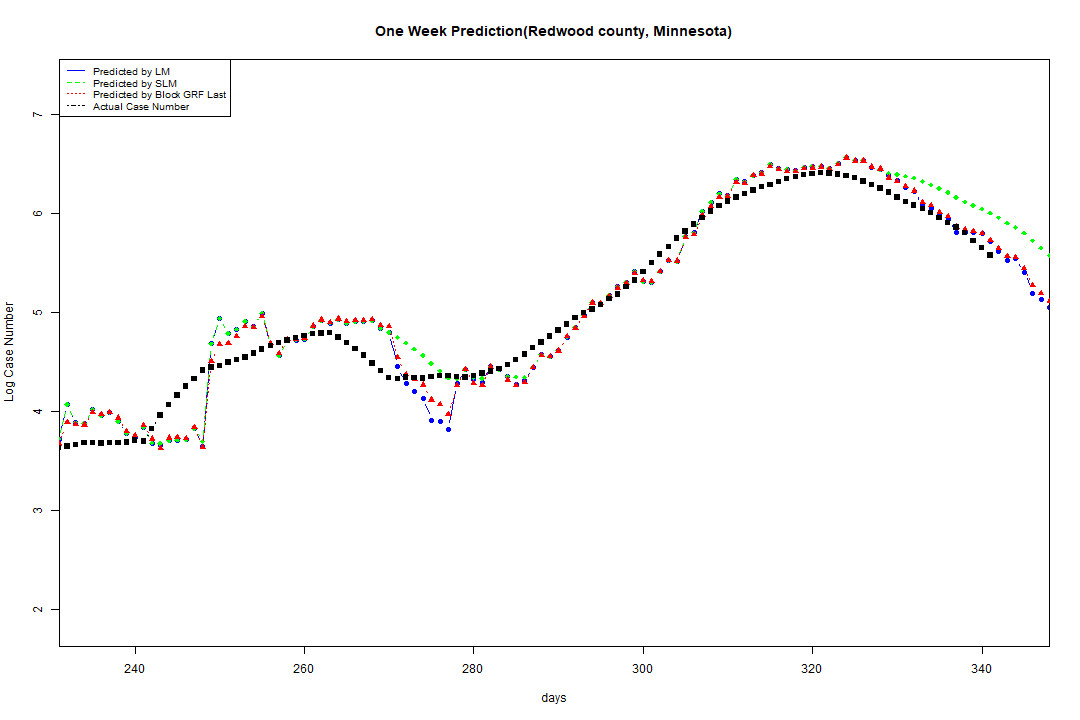 One Week Prediction(Redwood county, Minnesota)
Predicted by LM
Predicted by SLM
Predicted by Block GRF Last
Actual Case Number
Log Case Number
7
6
5
4
3
2
240 260 280 300 320 340
days